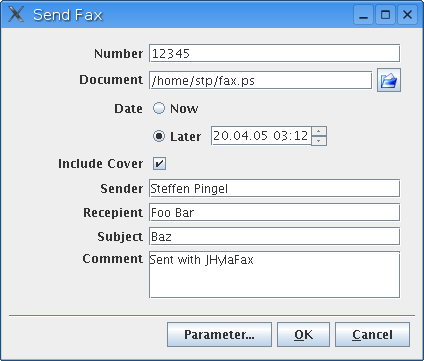 Send Fax
Number 12345
Document /home/stp/fax.ps
Date Now
Later 20.04.05 03:12
Include Cover
Sender Steffen Pingel
Recepient Foo Bar
Subject Baz
Comment Sent with JHylaFax
Parameter... OK Cancel